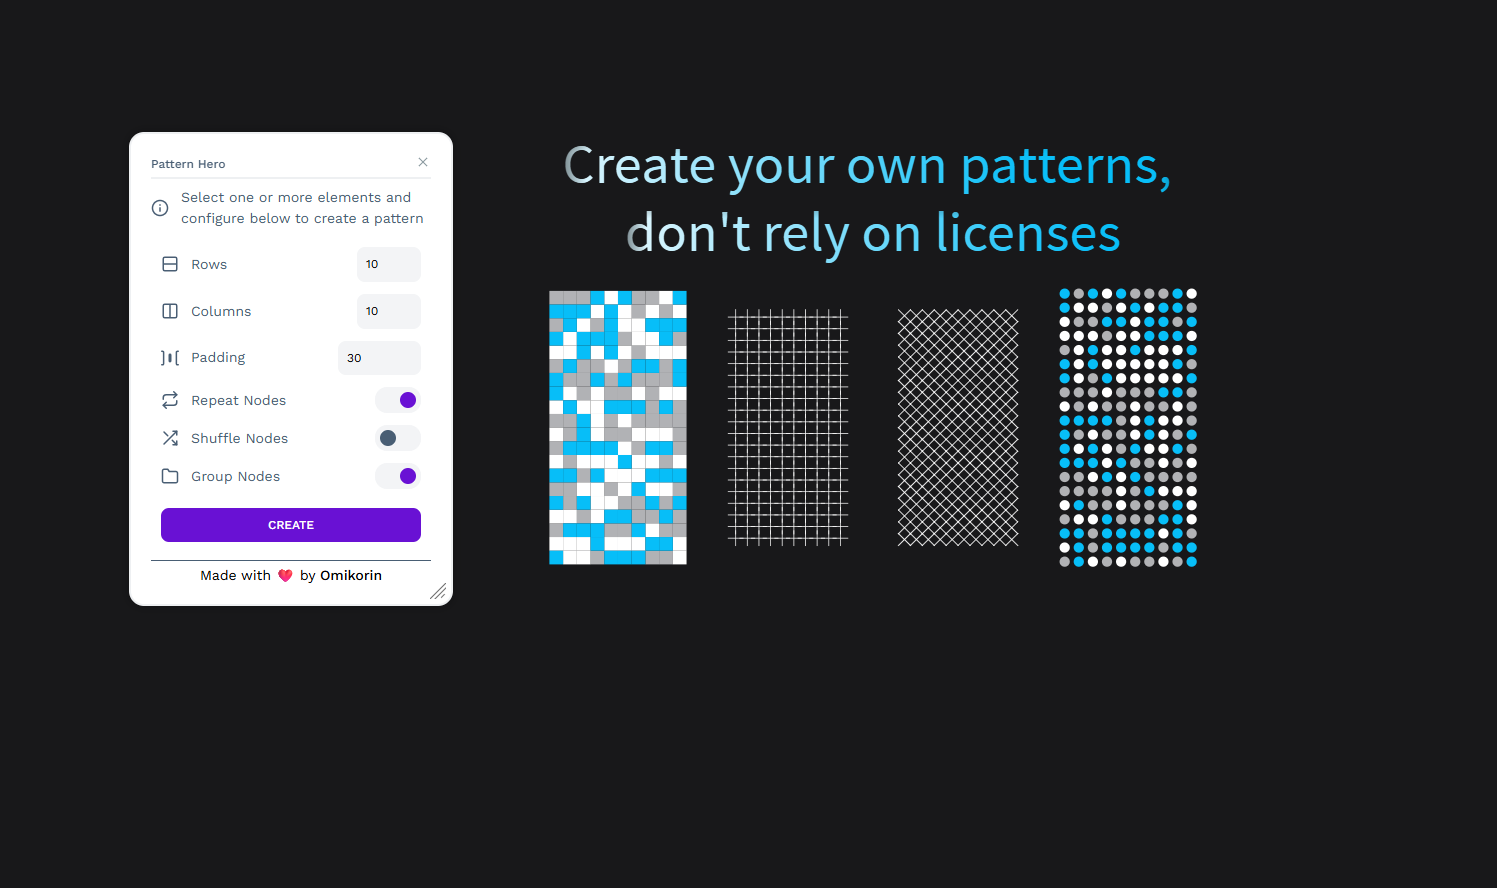 Pattern Hero
Select one or more elements and
configure below to create a pattern
Rows 10
Columns 10
Padding 30
Repeat Nodes
Shuffle Nodes
Group Nodes
CREATE
Made with ❤️ by Omikorin
Create your own patterns,
don't rely on licenses